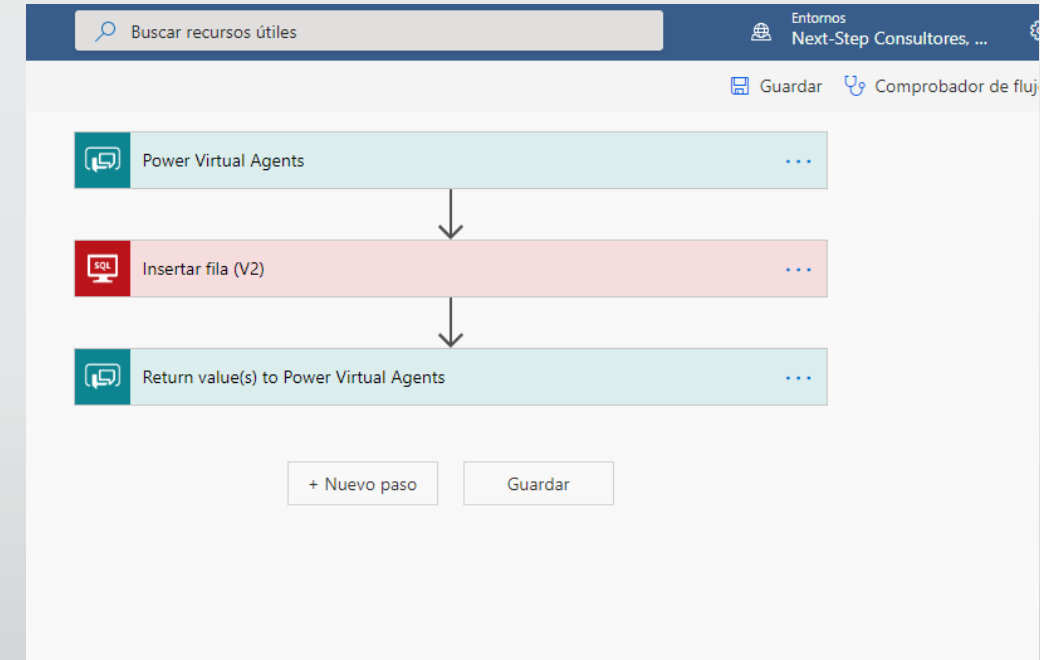 Buscar recursos útiles
Entornos
Next-Step Consultores, ...
Guardar
Comprobador de fluj
Power Virtual Agents
SQL
Insertar fila (V2)
Return value(s) to Power Virtual Agents
+ Nuevo paso
Guardar